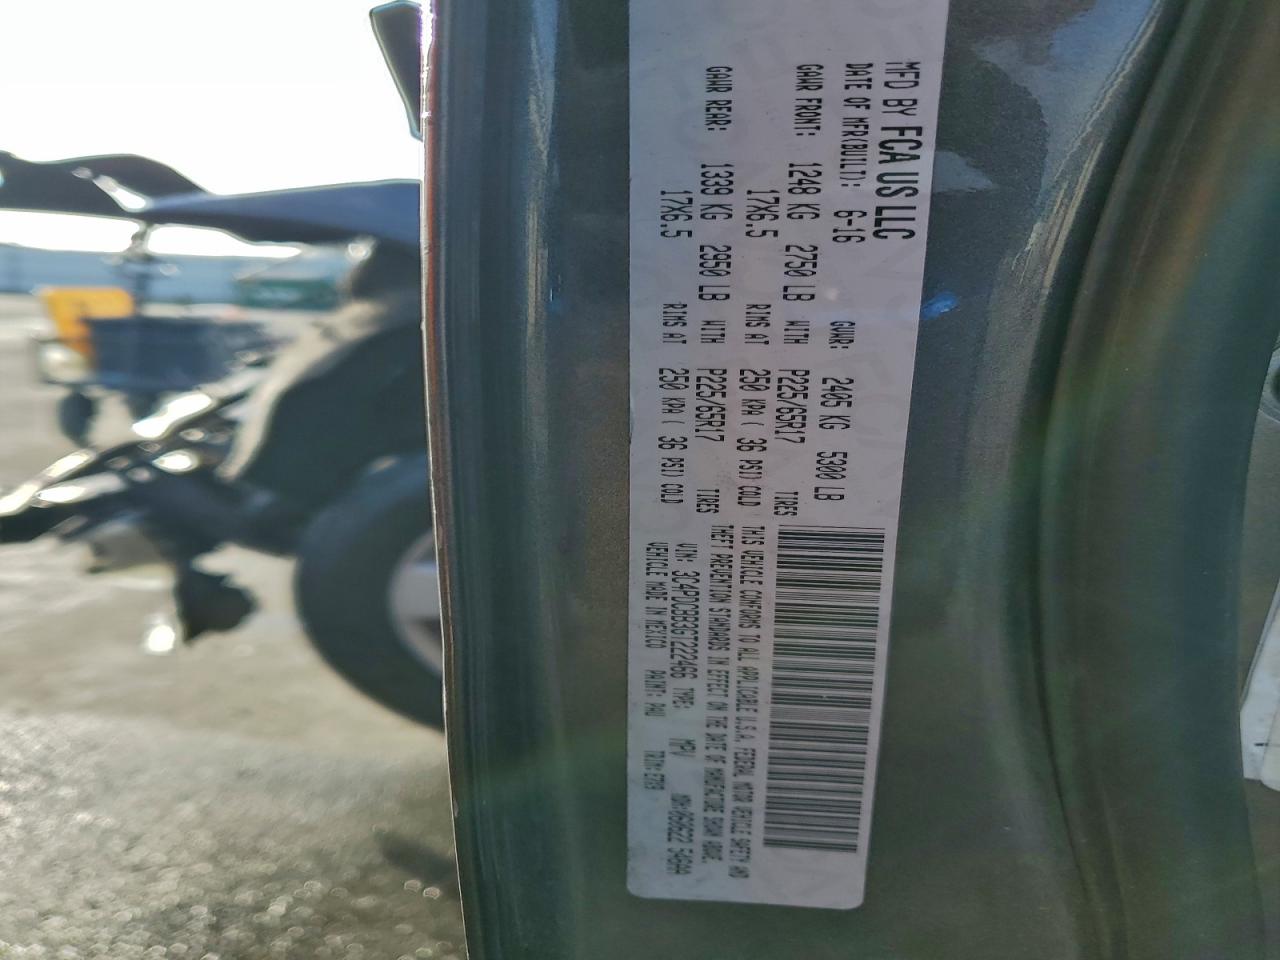 MFD BY FCA US LLC
DATE OF MFR(BUILT): 6-16 GVWR: 2405 KG 5300 LB
GAWR FRONT: 1248 KG 2750 LB WITH P225/65R17 TIRES
17X6.5 RIMS AT 250 KPA ( 36 PSI) COLD
GAWR REAR: 1339 KG 2950 LB WITH P225/65R17 TIRES
17X6.5 RIMS AT 250 KPA ( 36 PSI) COLD
THIS VEHICLE CONFORMS TO ALL APPLICABLE U.S.A. FEDERAL MOTOR VEHICLE SAFETY AND
THEFT PREVENTION STANDARDS IN EFFECT ON THE DATE OF MANUFACTURE SHOWN ABOVE.
VIN: 3C4PDCBB3GT222466 TYPE: MPV
VEHICLE MADE IN MEXICO PAINT: PAU